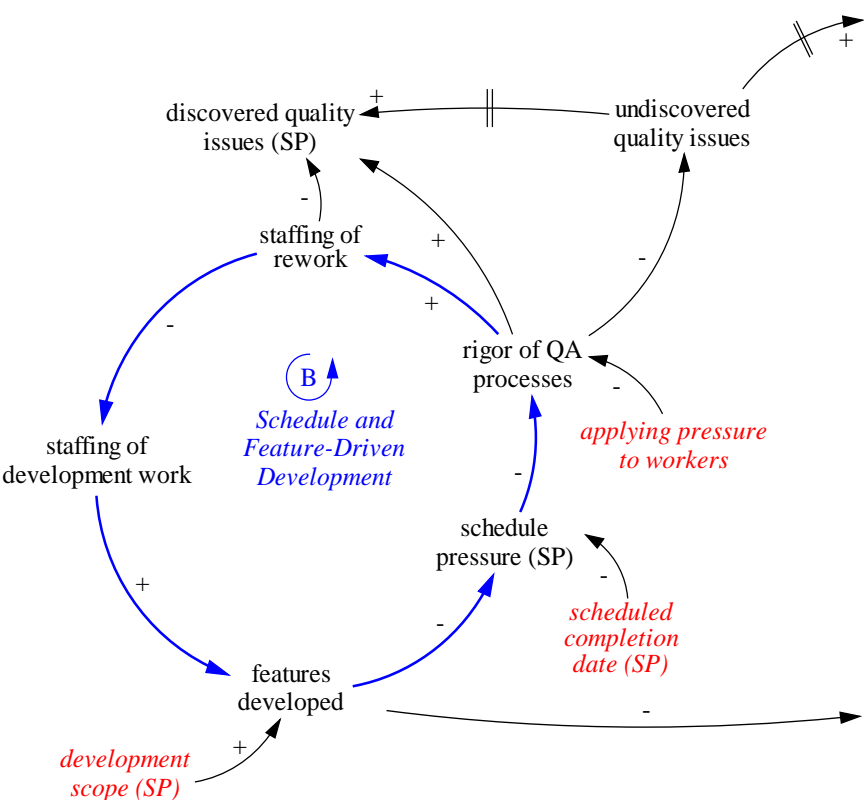 +
+
discovered quality
issues (SP)
undiscovered
quality issues
-
staffing of
rework
+
-
+
-
rigor of QA
processes
B
-
Schedule and
Feature-Driven
Development
applying pressure
to workers
staffing of
development work
-
schedule
pressure (SP)
+
-
scheduled
completion
date (SP)
-
features
developed
-
+
development
scope (SP)